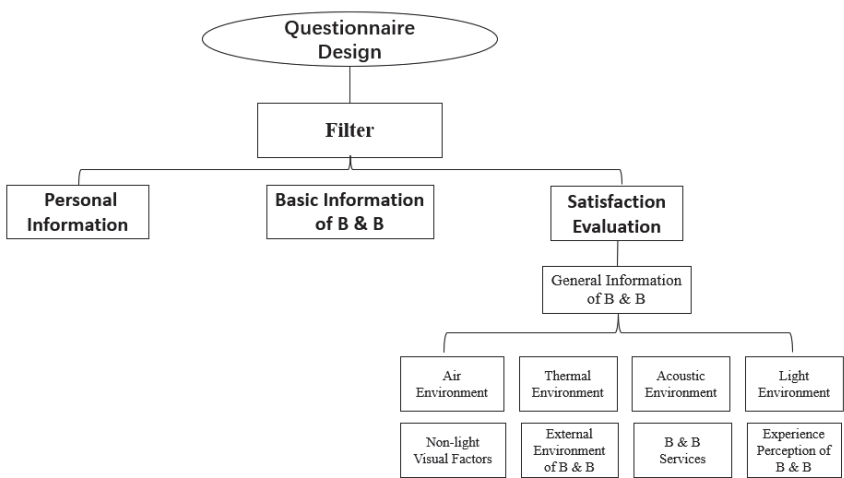 Questionnaire
Design
Filter
Personal
Information
Basic Information
of B & B
Satisfaction
Evaluation
General Information
of B & B
Air
Environment
Thermal
Environment
Acoustic
Environment
Light
Environment
Non-light
Visual Factors
External
Environment
of B & B
B & B
Services
Experience
Perception of
B & B